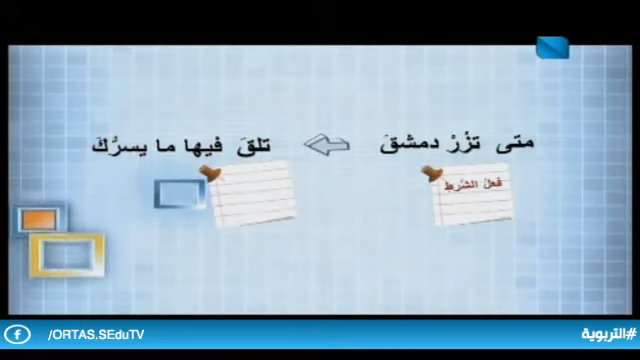 متى تزُرْ دمشقَ تلقَ فيها ما يسرُّكَ
فعلُ الشرطِ
/ORTAS.SEduTV #التربوية